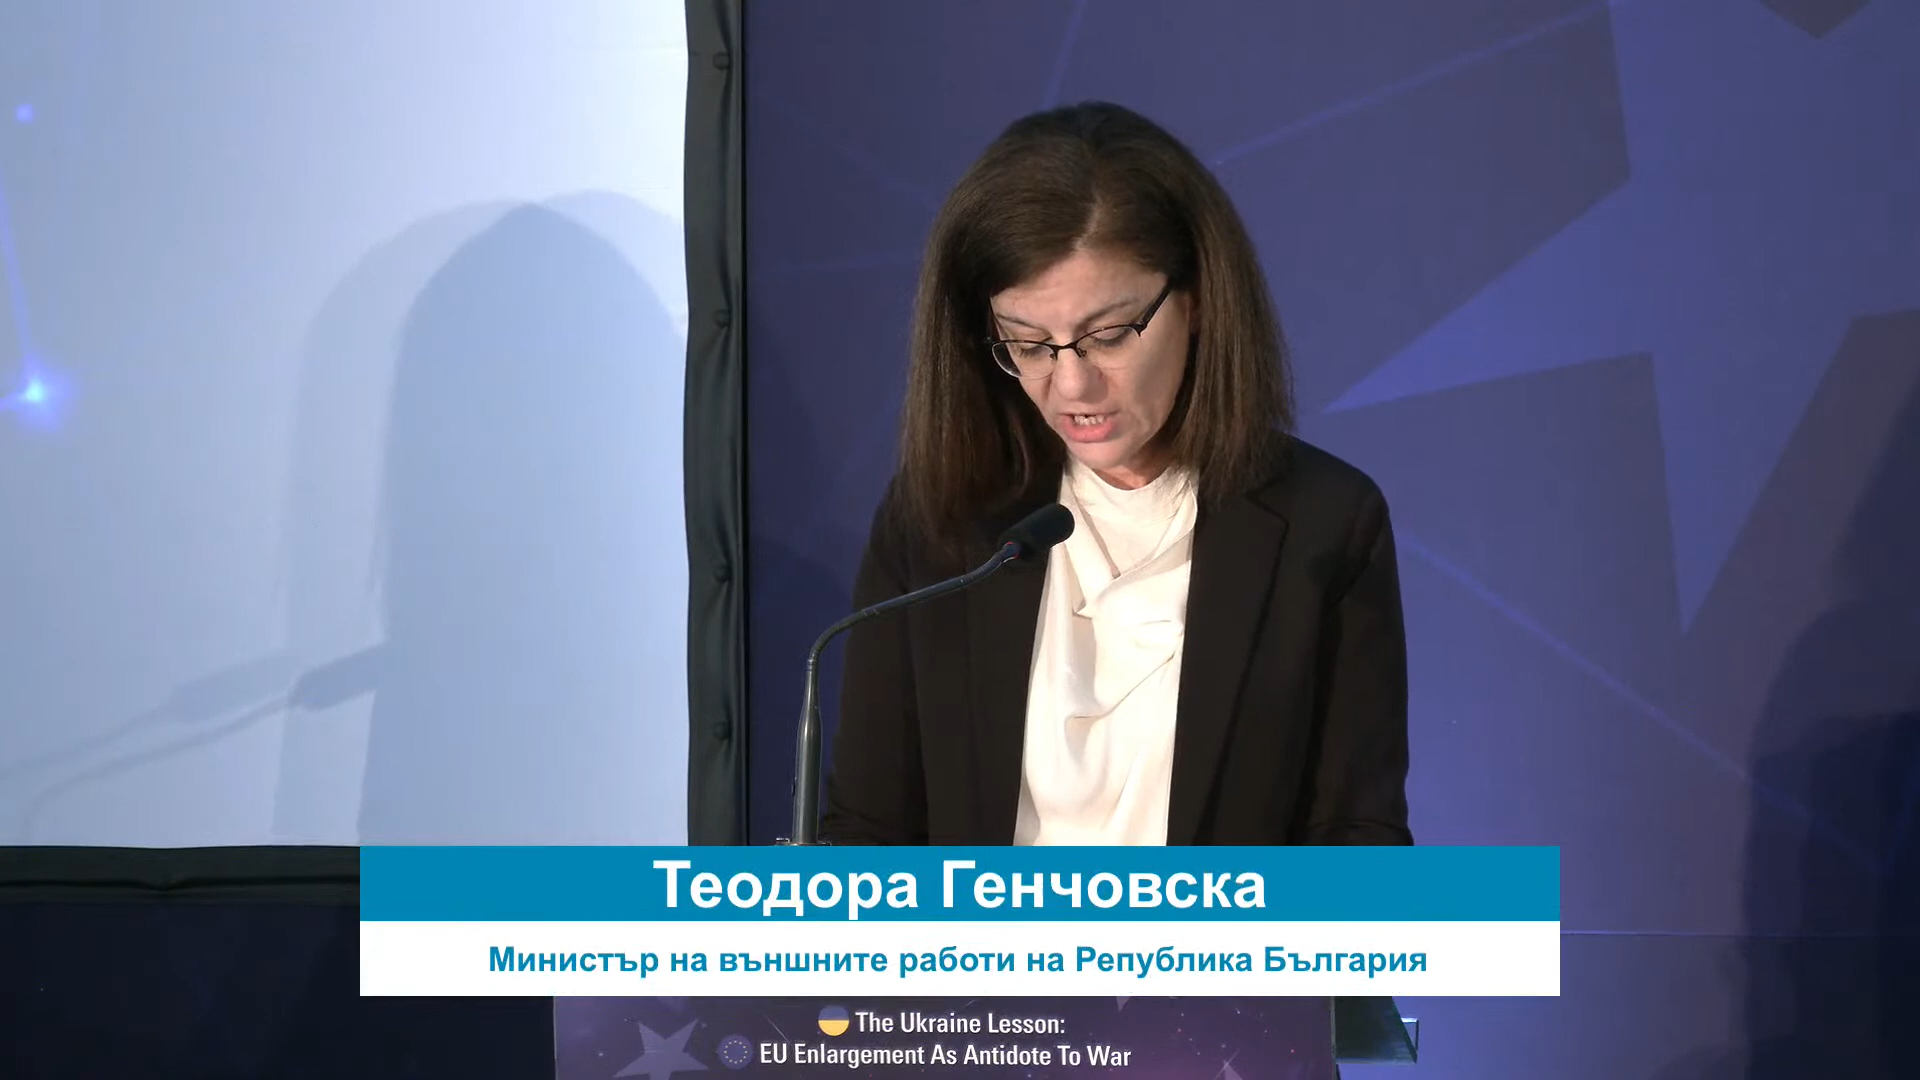 Теодора Генчовска
Министър на външните работи на Република България
The Ukraine Lesson:
EU Enlargement As Antidote To War